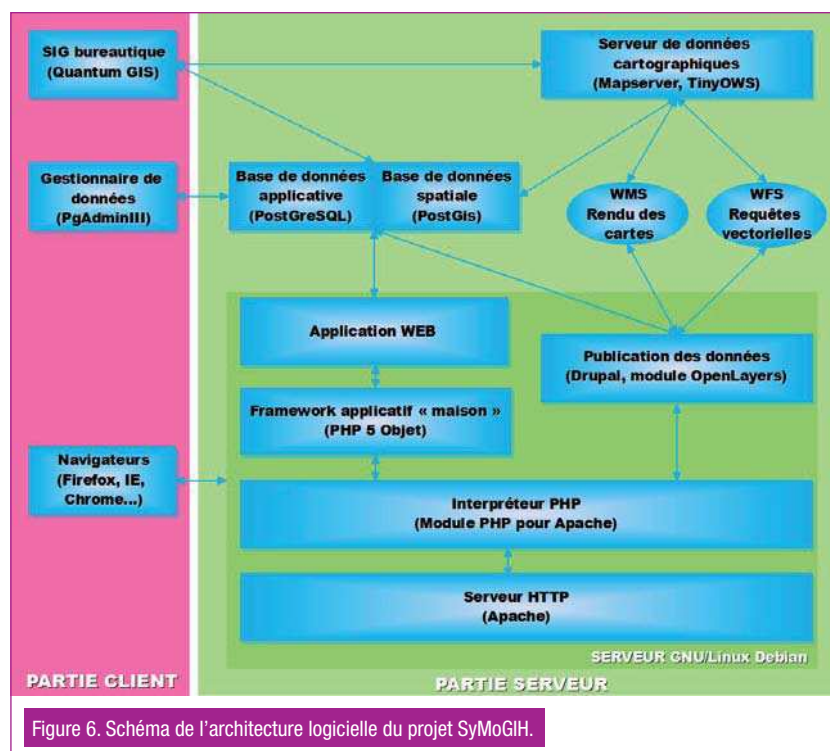 SIG bureautique
(Quantum GIS)
Serveur de données
cartographiques
(Mapserver, TinyOWS)
Gestionnaire de
données
(PgAdminIII)
Base de données
applicative
(PostGreSQL)
Base de données
spatiale
(PostGis)
WMS
Rendu des
cartes
WFS
Requêtes
vectorielles
Application WEB
Publication des données
(Drupal, module OpenLayers)
Framework applicatif « maison »
(PHP 5 Objet)
Navigateurs
(Firefox, IE,
Chrome...)
Interpréteur PHP
(Module PHP pour Apache)
Serveur HTTP
(Apache)
SERVEUR GNU/Linux Debian
PARTIE CLIENT
PARTIE SERVEUR
Figure 6. Schéma de l'architecture logicielle du projet SyMoGIH.